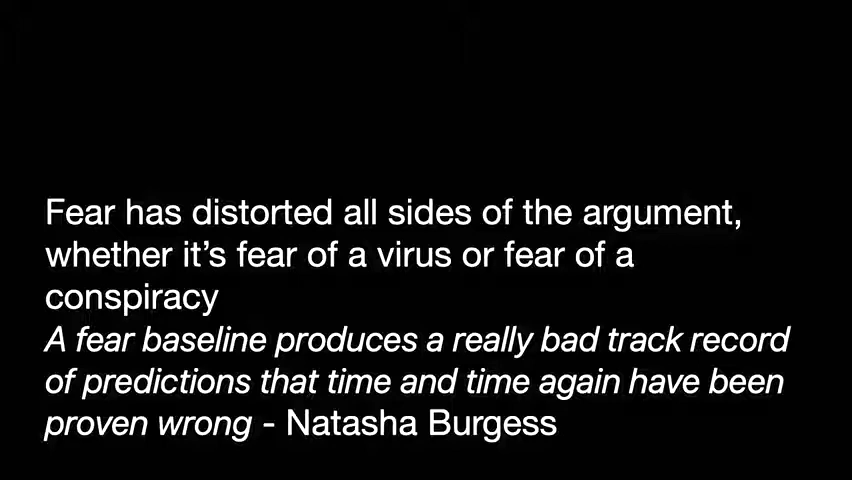 Fear has distorted all sides of the argument,
whether it’s fear of a virus or fear of a
conspiracy
A fear baseline produces a really bad track record
of predictions that time and time again have been
proven wrong - Natasha Burgess